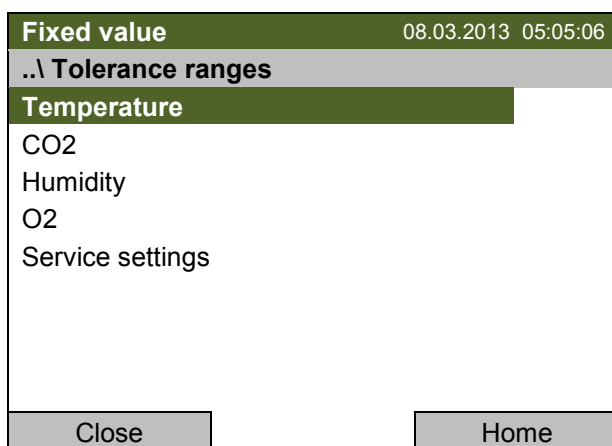 Fixed value 08.03.2013 05:05:06
..\ Tolerance ranges
Temperature
CO2
Humidity
O2
Service settings
Close Home